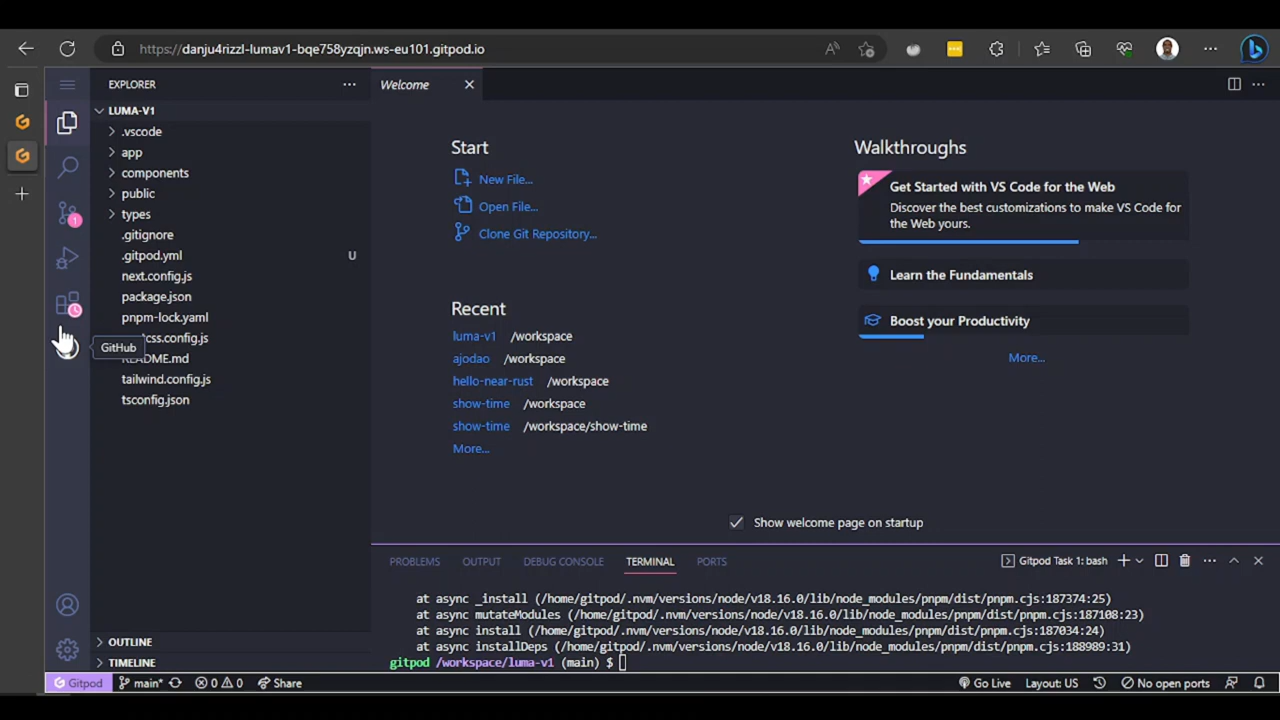 https://danju4rizzl-lumav1-bqe758yzqjn.ws-eu101.gitpod.io
EXPLORER
LUMA-V1
.vscode
app
components
public
types
.gitignore
.gitpod.yml U
next.config.js
package.json
pnpm-lock.yaml
tcss.config.js
README.md
tailwind.config.js
tsconfig.json
OUTLINE
TIMELINE
1
GitHub
Welcome
Start
New File...
Open File...
Clone Git Repository...
Recent
luma-v1 /workspace
ajodao /workspace
hello-near-rust /workspace
show-time /workspace
show-time /workspace/show-time
More...
Walkthroughs
Get Started with VS Code for the Web
Discover the best customizations to make VS Code for
the Web yours.
Learn the Fundamentals
Boost your Productivity
More...
Show welcome page on startup
PROBLEMS OUTPUT DEBUG CONSOLE TERMINAL PORTS
Gitpod Task 1: bash
at async _install (/home/gitpod/.nvm/versions/node/v18.16.0/lib/node_modules/pnpm/dist/pnpm.cjs:187374:25)
at async mutateModules (/home/gitpod/.nvm/versions/node/v18.16.0/lib/node_modules/pnpm/dist/pnpm.cjs:187108:23)
at async install (/home/gitpod/.nvm/versions/node/v18.16.0/lib/node_modules/pnpm/dist/pnpm.cjs:187034:24)
at async installDeps (/home/gitpod/.nvm/versions/node/v18.16.0/lib/node_modules/pnpm/dist/pnpm.cjs:188989:31)
gitpod /workspace/luma-v1 (main) $
Gitpod main* 0 0 Share Go Live Layout: US No open ports